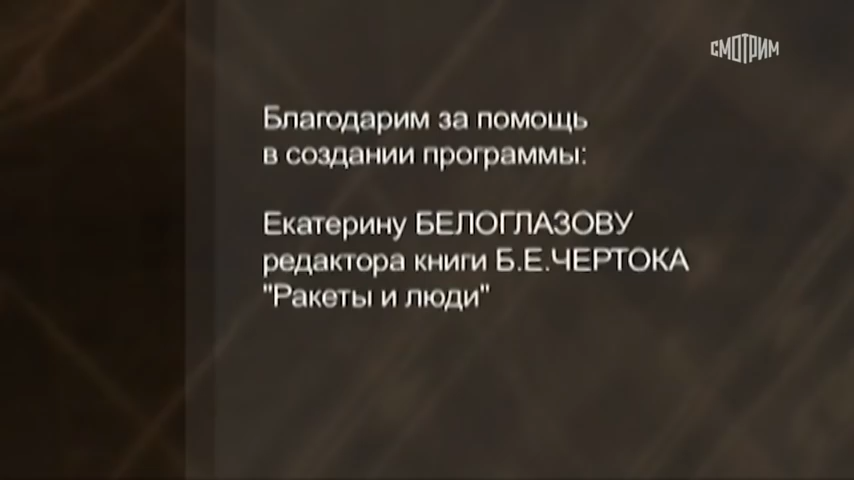 СМОТРИМ
Благодарим за помощь
в создании программы:
Екатерину БЕЛОГЛАЗОВУ
редактора книги Б.Е.ЧЕРТОКА
"Ракеты и люди"